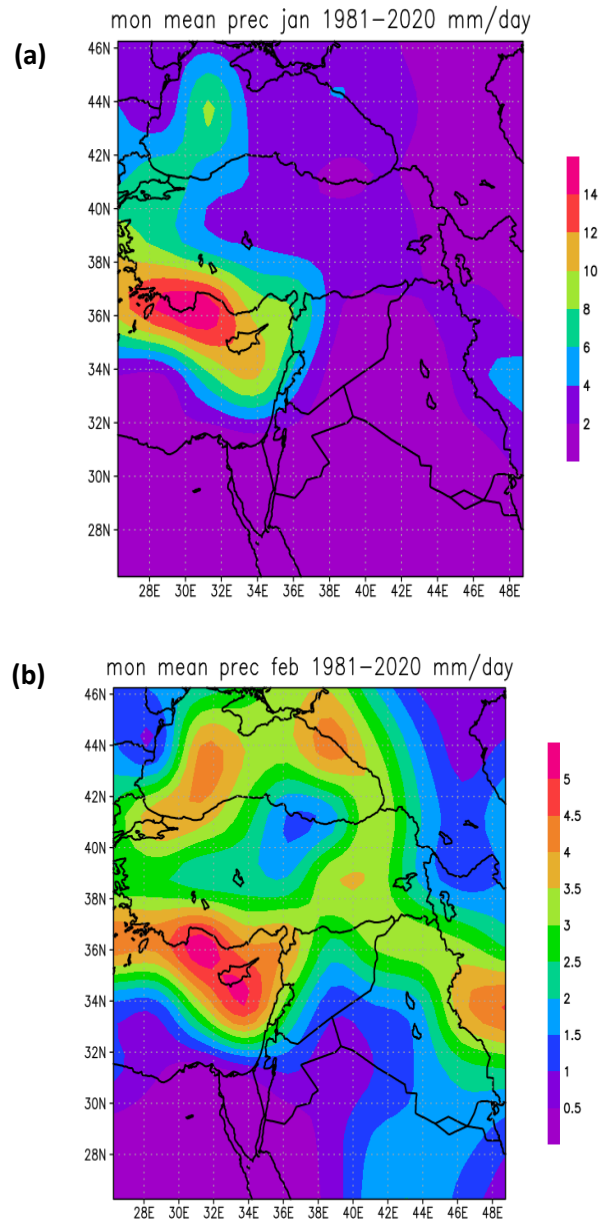 mon mean prec jan 1981–2020 mm/day
(a)
46N
44N
42N
40N
38N
36N
34N
32N
30N
28N
28E 30E 32E 34E 36E 38E 40E 42E 44E 46E 48E
14
12
10
8
6
4
2
mon mean prec feb 1981–2020 mm/day
(b)
46N
44N
42N
40N
38N
36N
34N
32N
30N
28N
28E 30E 32E 34E 36E 38E 40E 42E 44E 46E 48E
5
4.5
4
3.5
3
2.5
2
1.5
1
0.5